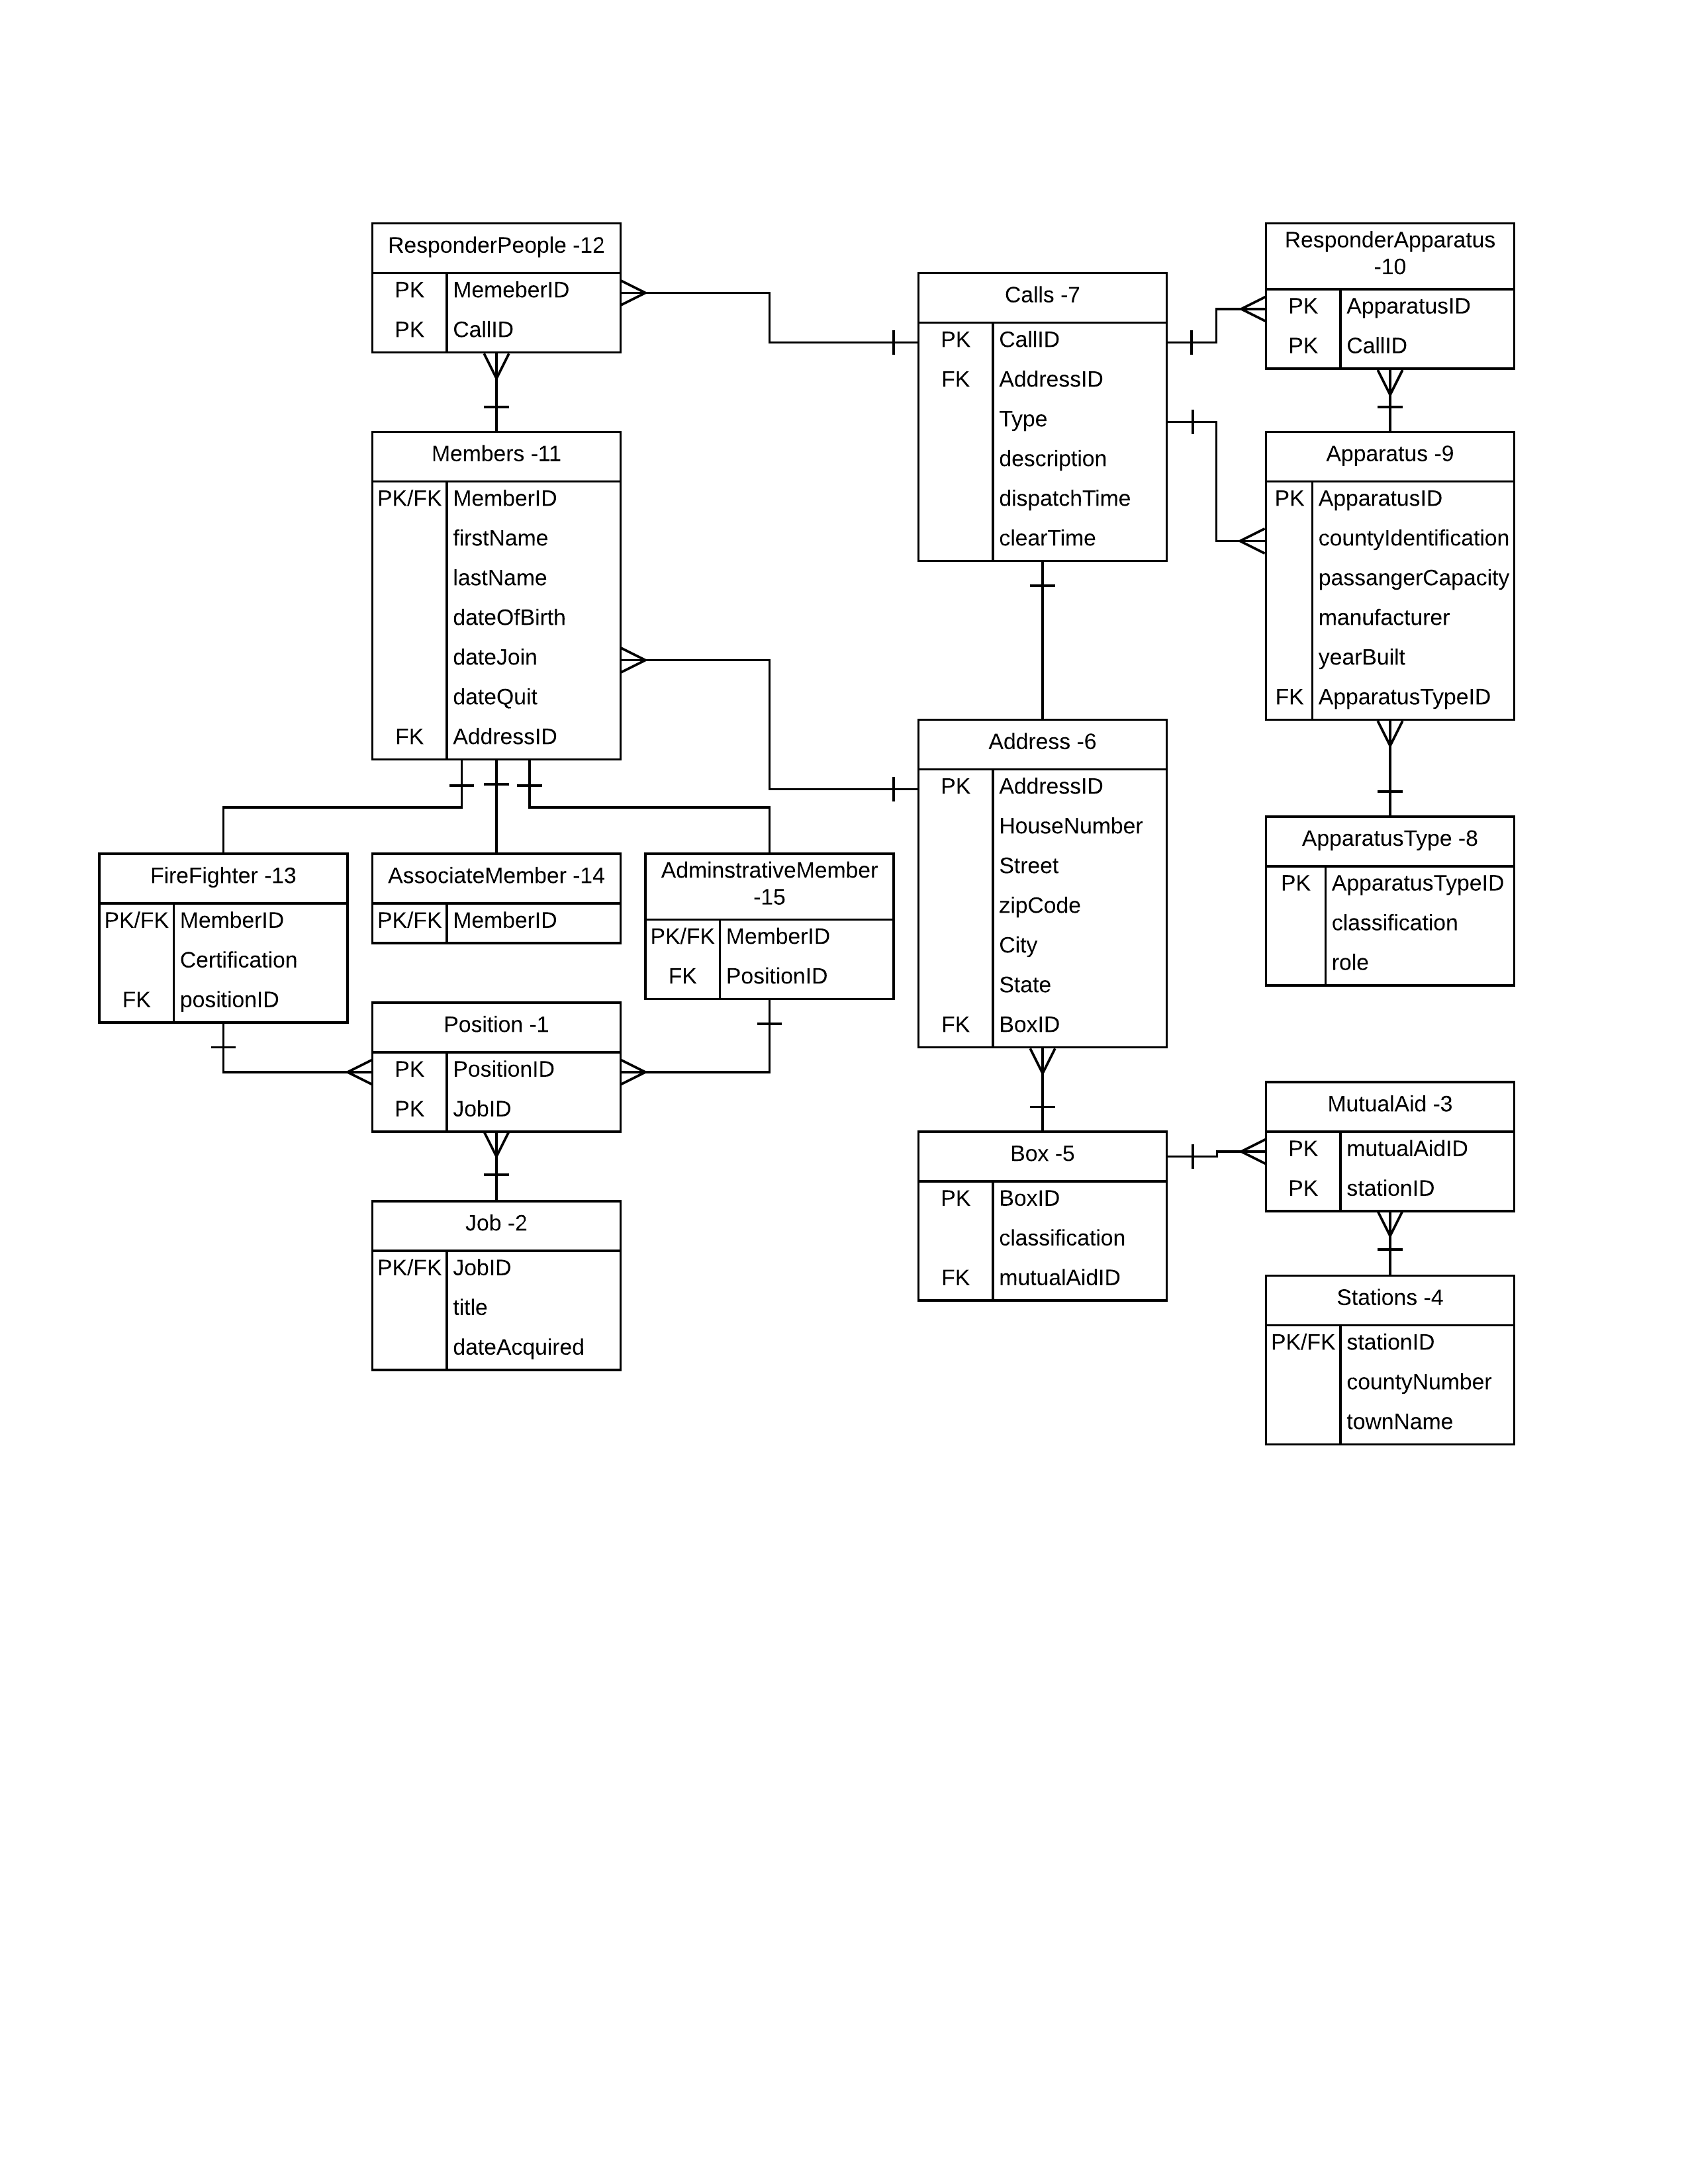 ResponderPeople -12
PK MemeberID
PK CallID
Calls -7
PK CallID
FK AddressID
Type
description
dispatchTime
clearTime
ResponderApparatus
-10
PK ApparatusID
PK CallID
Members -11
PK/FK MemberID
firstName
lastName
dateOfBirth
dateJoin
dateQuit
FK AddressID
Apparatus -9
PK ApparatusID
countyIdentification
passangerCapacity
manufacturer
yearBuilt
FK ApparatusTypeID
Address -6
PK AddressID
HouseNumber
Street
zipCode
City
State
FK BoxID
ApparatusType -8
PK ApparatusTypeID
classification
role
FireFighter -13
PK/FK MemberID
Certification
FK positionID
AssociateMember -14
PK/FK MemberID
AdminstrativeMember
-15
PK/FK MemberID
FK PositionID
Position -1
PK PositionID
PK JobID
Job -2
PK/FK JobID
title
dateAcquired
Box -5
PK BoxID
classification
FK mutualAidID
MutualAid -3
PK mutualAidID
PK stationID
Stations -4
PK/FK stationID
countyNumber
townName